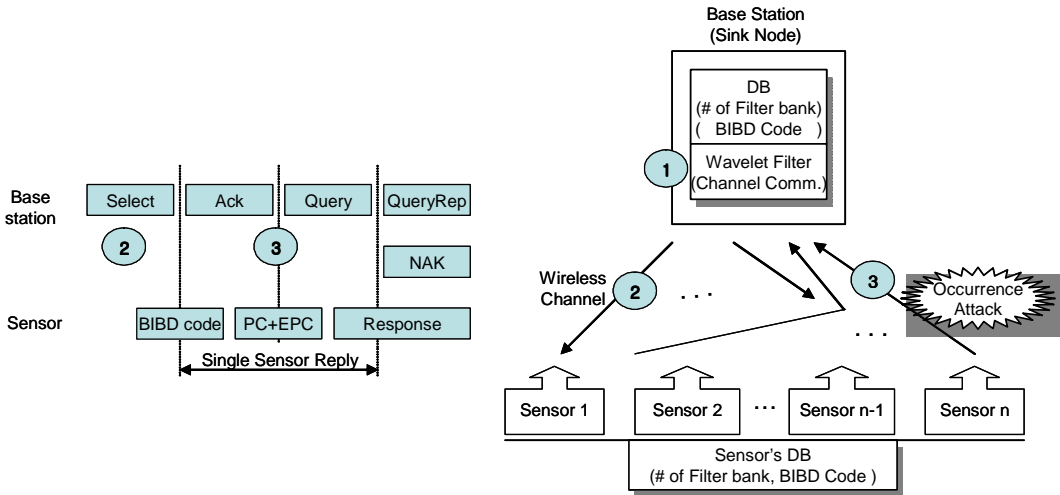 Base
station
Select
Ack
Query
QueryRep
2
3
NAK
Sensor
BIBD code
PC+EPC
Response
Single Sensor Reply
Base Station
(Sink Node)
DB
(# of Filter bank)
( BIBD Code )
1
Wavelet Filter
(Channel Comm.)
Wireless
Channel
2
. . .
3
Occurrence
Attack
. . .
Sensor 1
Sensor 2
...
Sensor n-1
Sensor n
Sensor's DB
(# of Filter bank, BIBD Code )